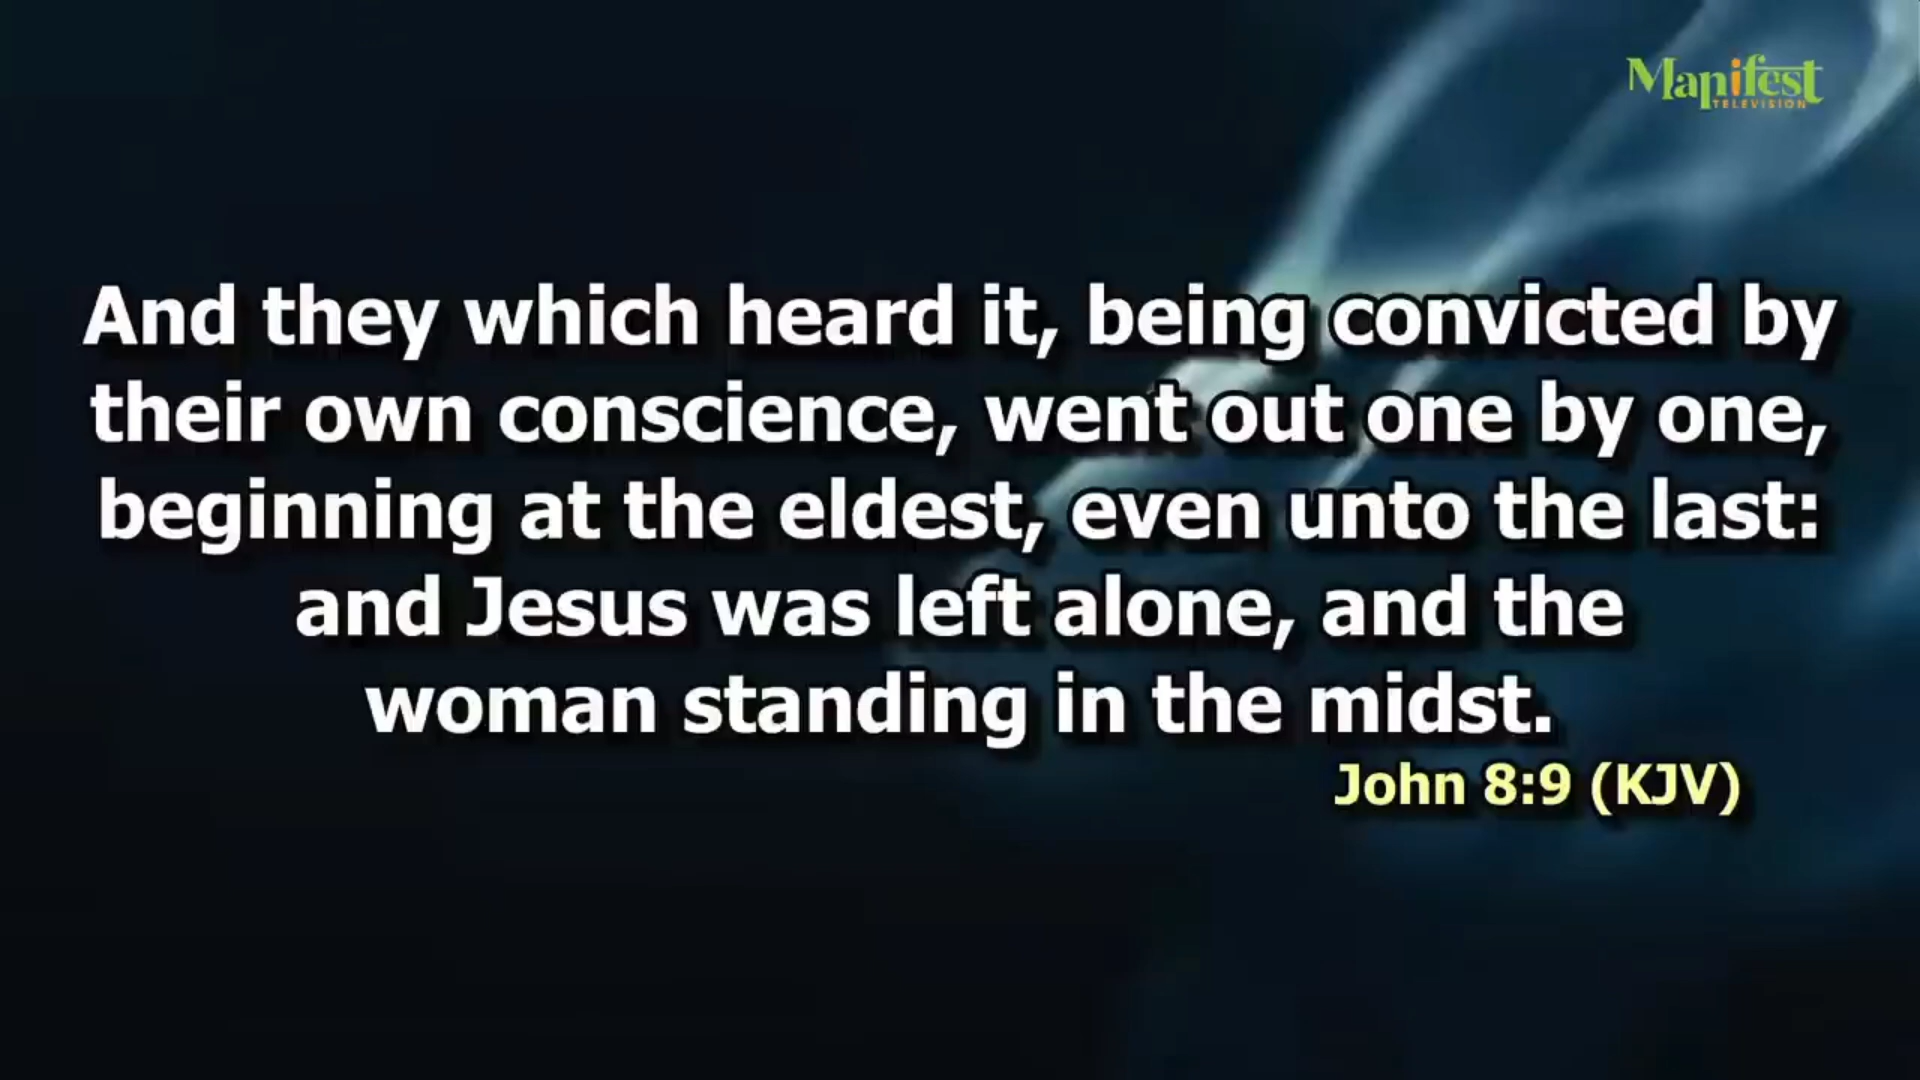 Manifest
TELEVISION
And they which heard it, being convicted by
their own conscience, went out one by one,
beginning at the eldest, even unto the last:
and Jesus was left alone, and the
woman standing in the midst.
John 8:9 (KJV)